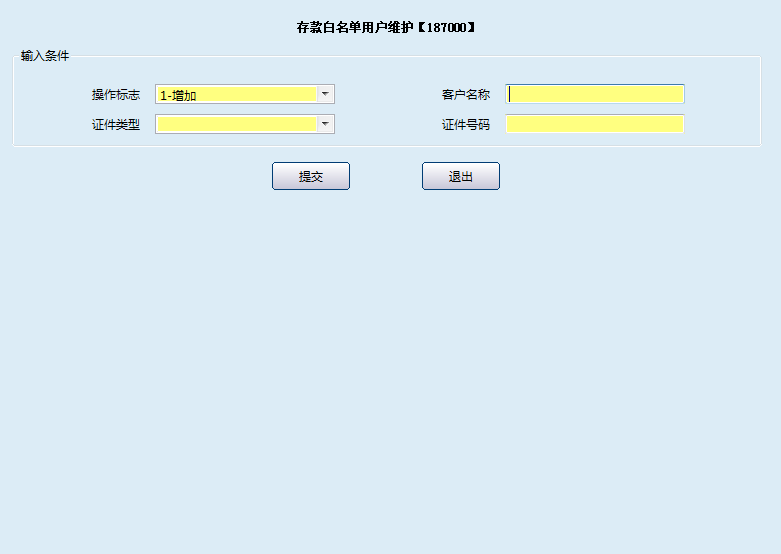 存款白名单用户维护【187000】
输入条件
操作标志 1-增加 客户名称
证件类型 证件号码
提交 退出